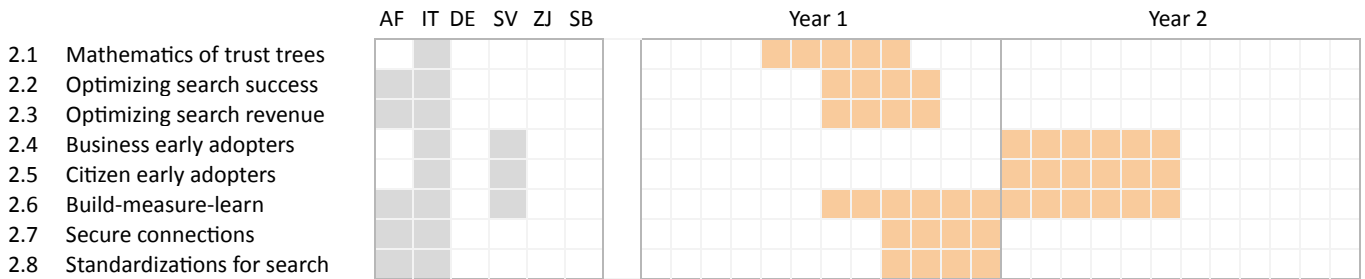 AF IT DE SV ZJ SB Year 1 Year 2
2.1 Mathematics of trust trees
2.2 Optimizing search success
2.3 Optimizing search revenue
2.4 Business early adopters
2.5 Citizen early adopters
2.6 Build-measure-learn
2.7 Secure connections
2.8 Standardizations for search